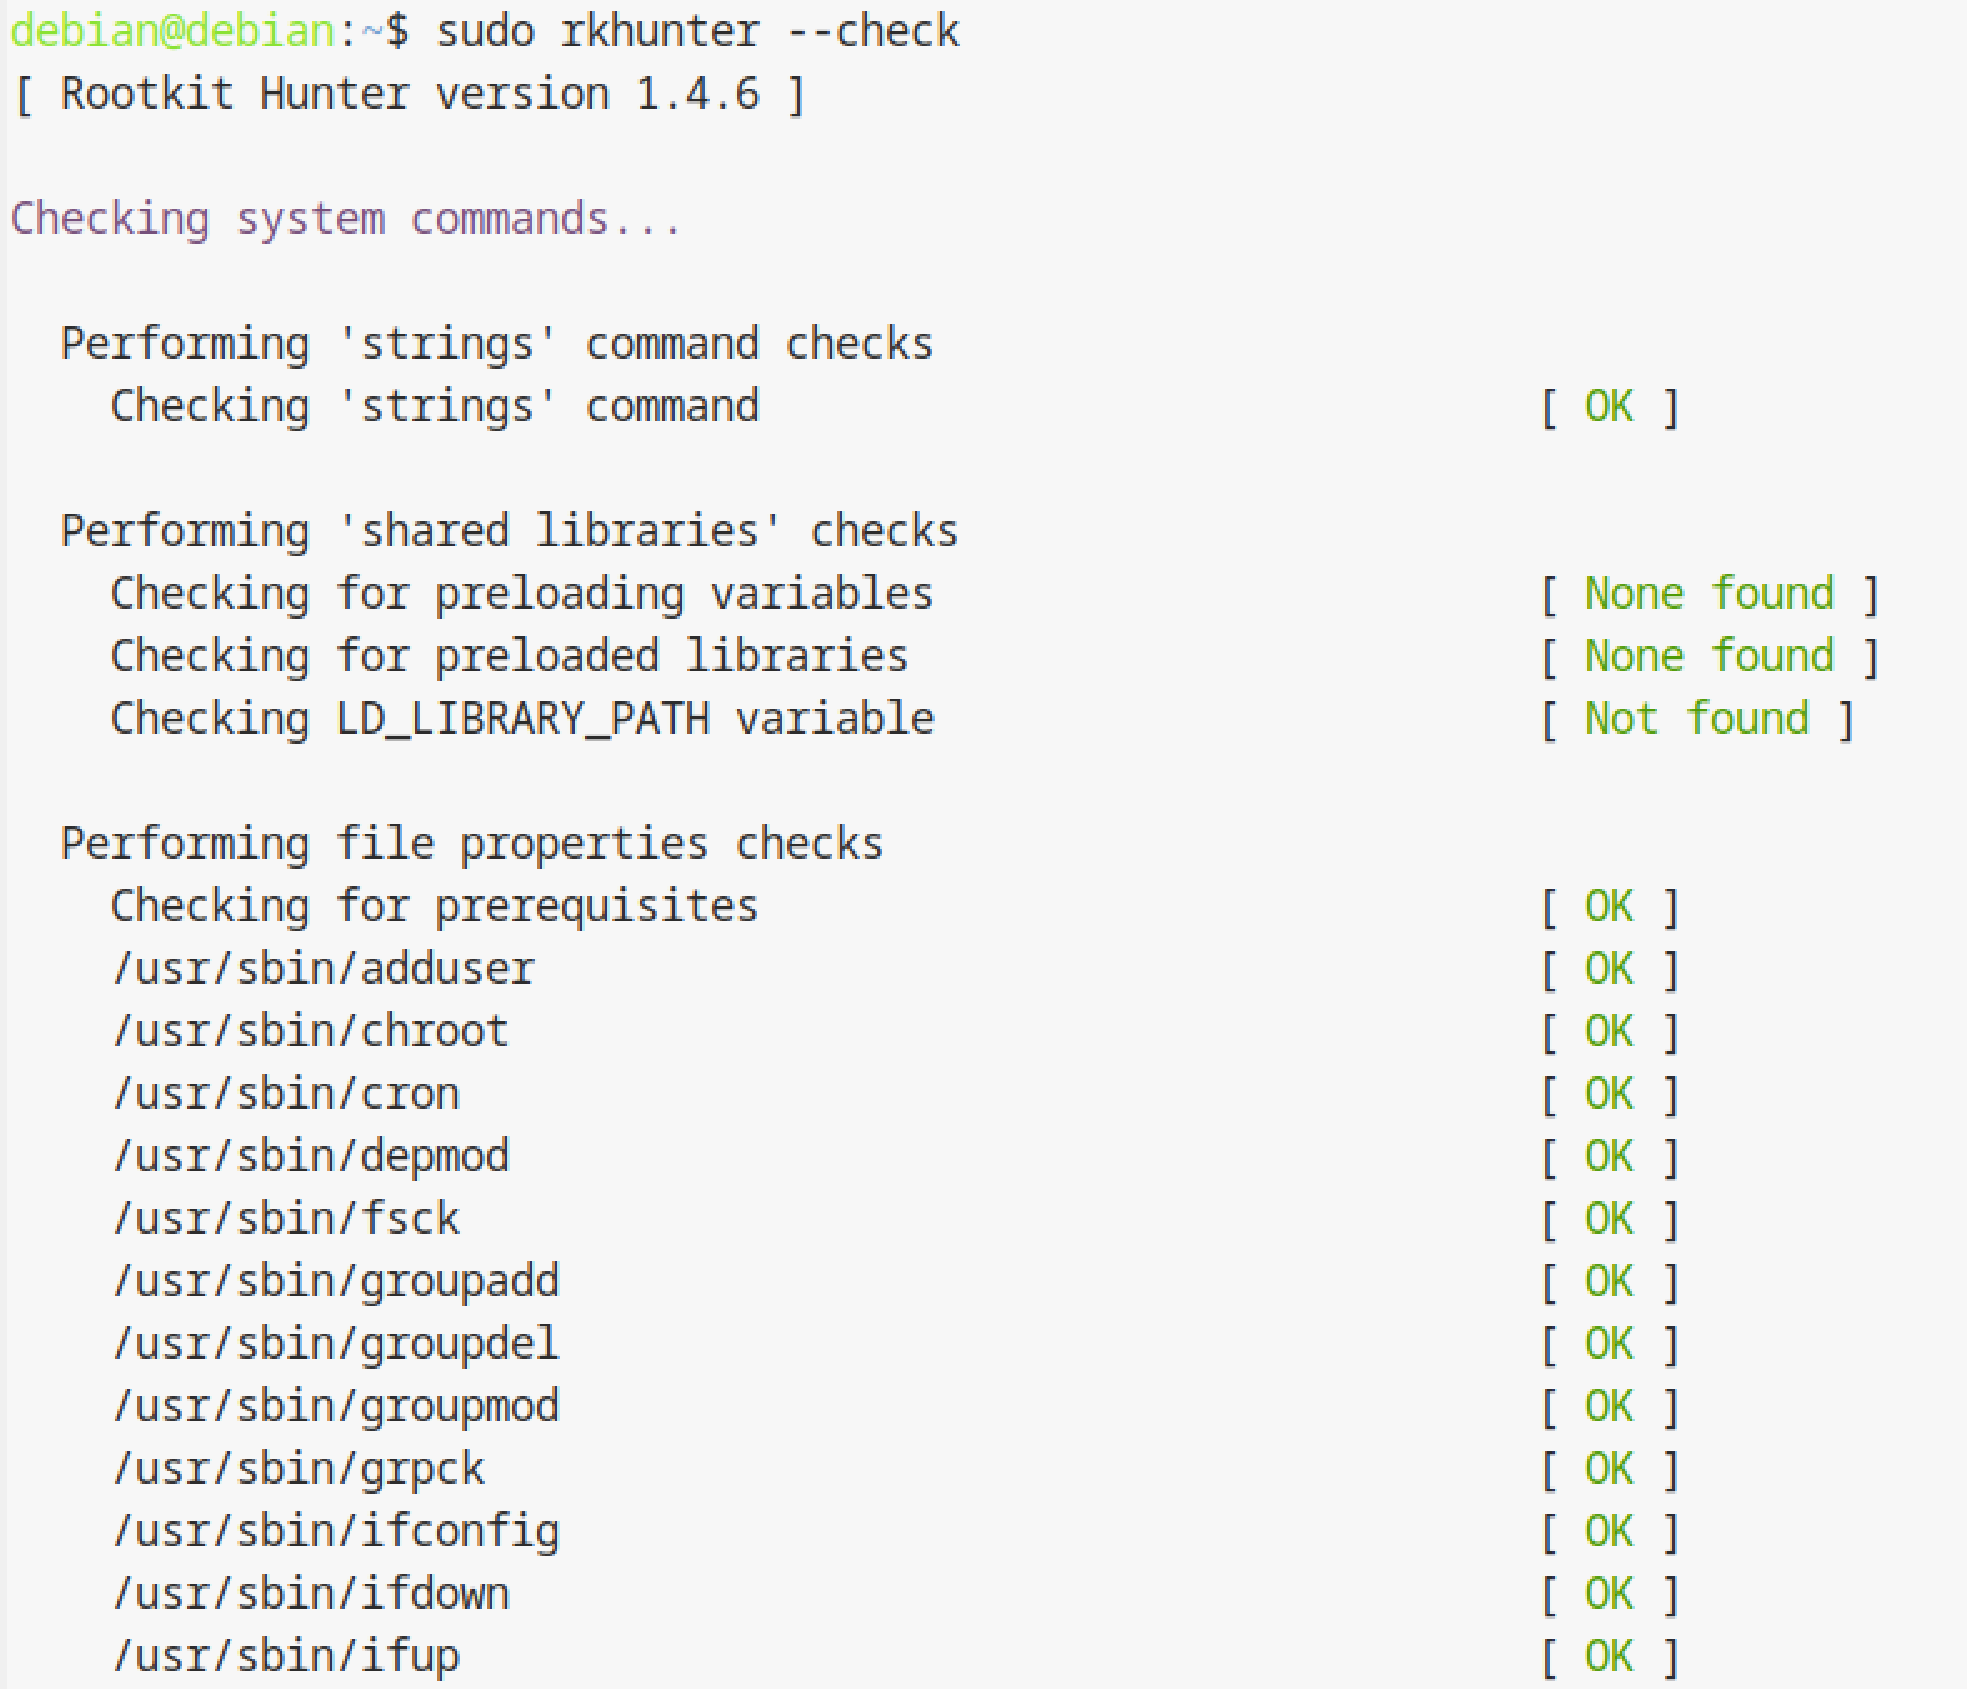 debian@debian:~$ sudo rkhunter --check
[ Rootkit Hunter version 1.4.6 ]
Checking system commands...
Performing 'strings' command checks
Checking 'strings' command [ OK ]
Performing 'shared libraries' checks
Checking for preloading variables [ None found ]
Checking for preloaded libraries [ None found ]
Checking LD_LIBRARY_PATH variable [ Not found ]
Performing file properties checks
Checking for prerequisites [ OK ]
/usr/sbin/adduser [ OK ]
/usr/sbin/chroot [ OK ]
/usr/sbin/cron [ OK ]
/usr/sbin/depmod [ OK ]
/usr/sbin/fsck [ OK ]
/usr/sbin/groupadd [ OK ]
/usr/sbin/groupdel [ OK ]
/usr/sbin/groupmod [ OK ]
/usr/sbin/grpck [ OK ]
/usr/sbin/ifconfig [ OK ]
/usr/sbin/ifdown [ OK ]
/usr/sbin/ifup [ OK ]